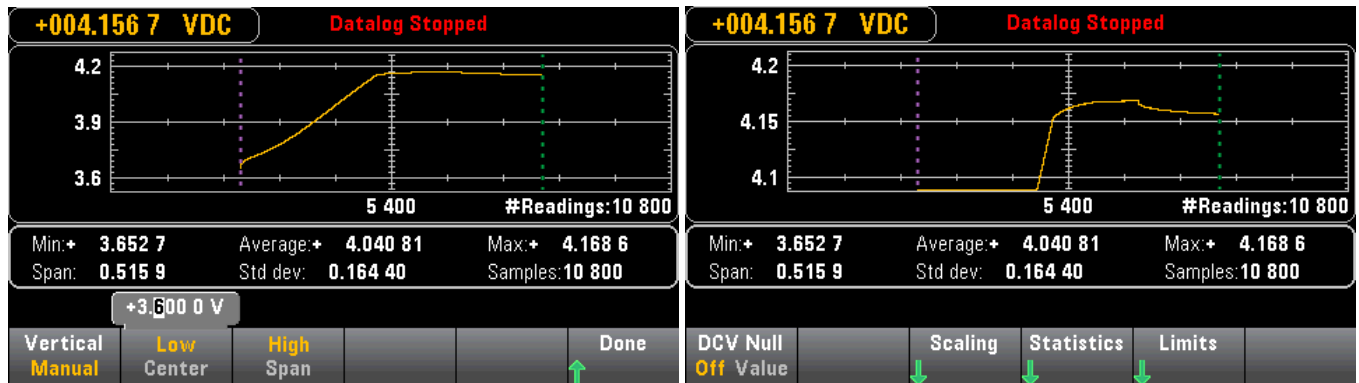 +004.156 7 VDC
Datalog Stopped
4.2
3.9
3.6
5 400
#Readings:10 800
Min:+ 3.652 7
Average:+ 4.040 81
Max:+ 4.168 6
Span: 0.515 9
Std dev: 0.164 40
Samples:10 800
+3.600 0 V
Vertical
Manual
Low
Center
High
Span
Done
+004.156 7 VDC
Datalog Stopped
4.2
4.15
4.1
5 400
#Readings:10 800
Min:+ 3.652 7
Average:+ 4.040 81
Max:+ 4.168 6
Span: 0.515 9
Std dev: 0.164 40
Samples:10 800
DCV Null
Off Value
Scaling
Statistics
Limits